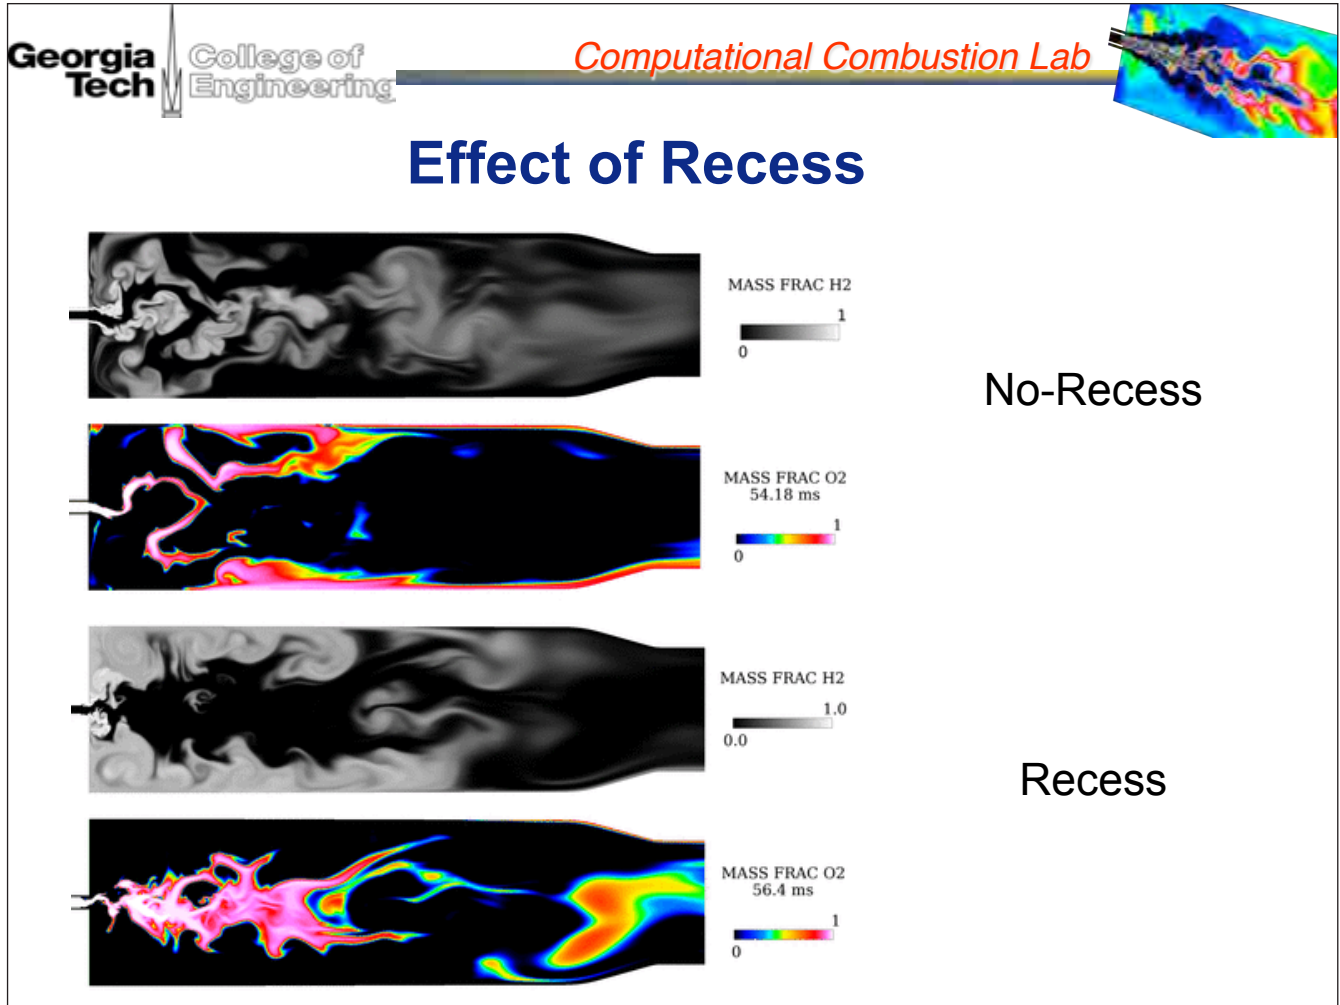 Georgia
Tech
College of
Engineering
Computational Combustion Lab
Effect of Recess
MASS FRAC H2
1
0
No-Recess
MASS FRAC O2
54.18 ms
1
0
MASS FRAC H2
1.0
0.0
Recess
MASS FRAC O2
56.4 ms
1
0